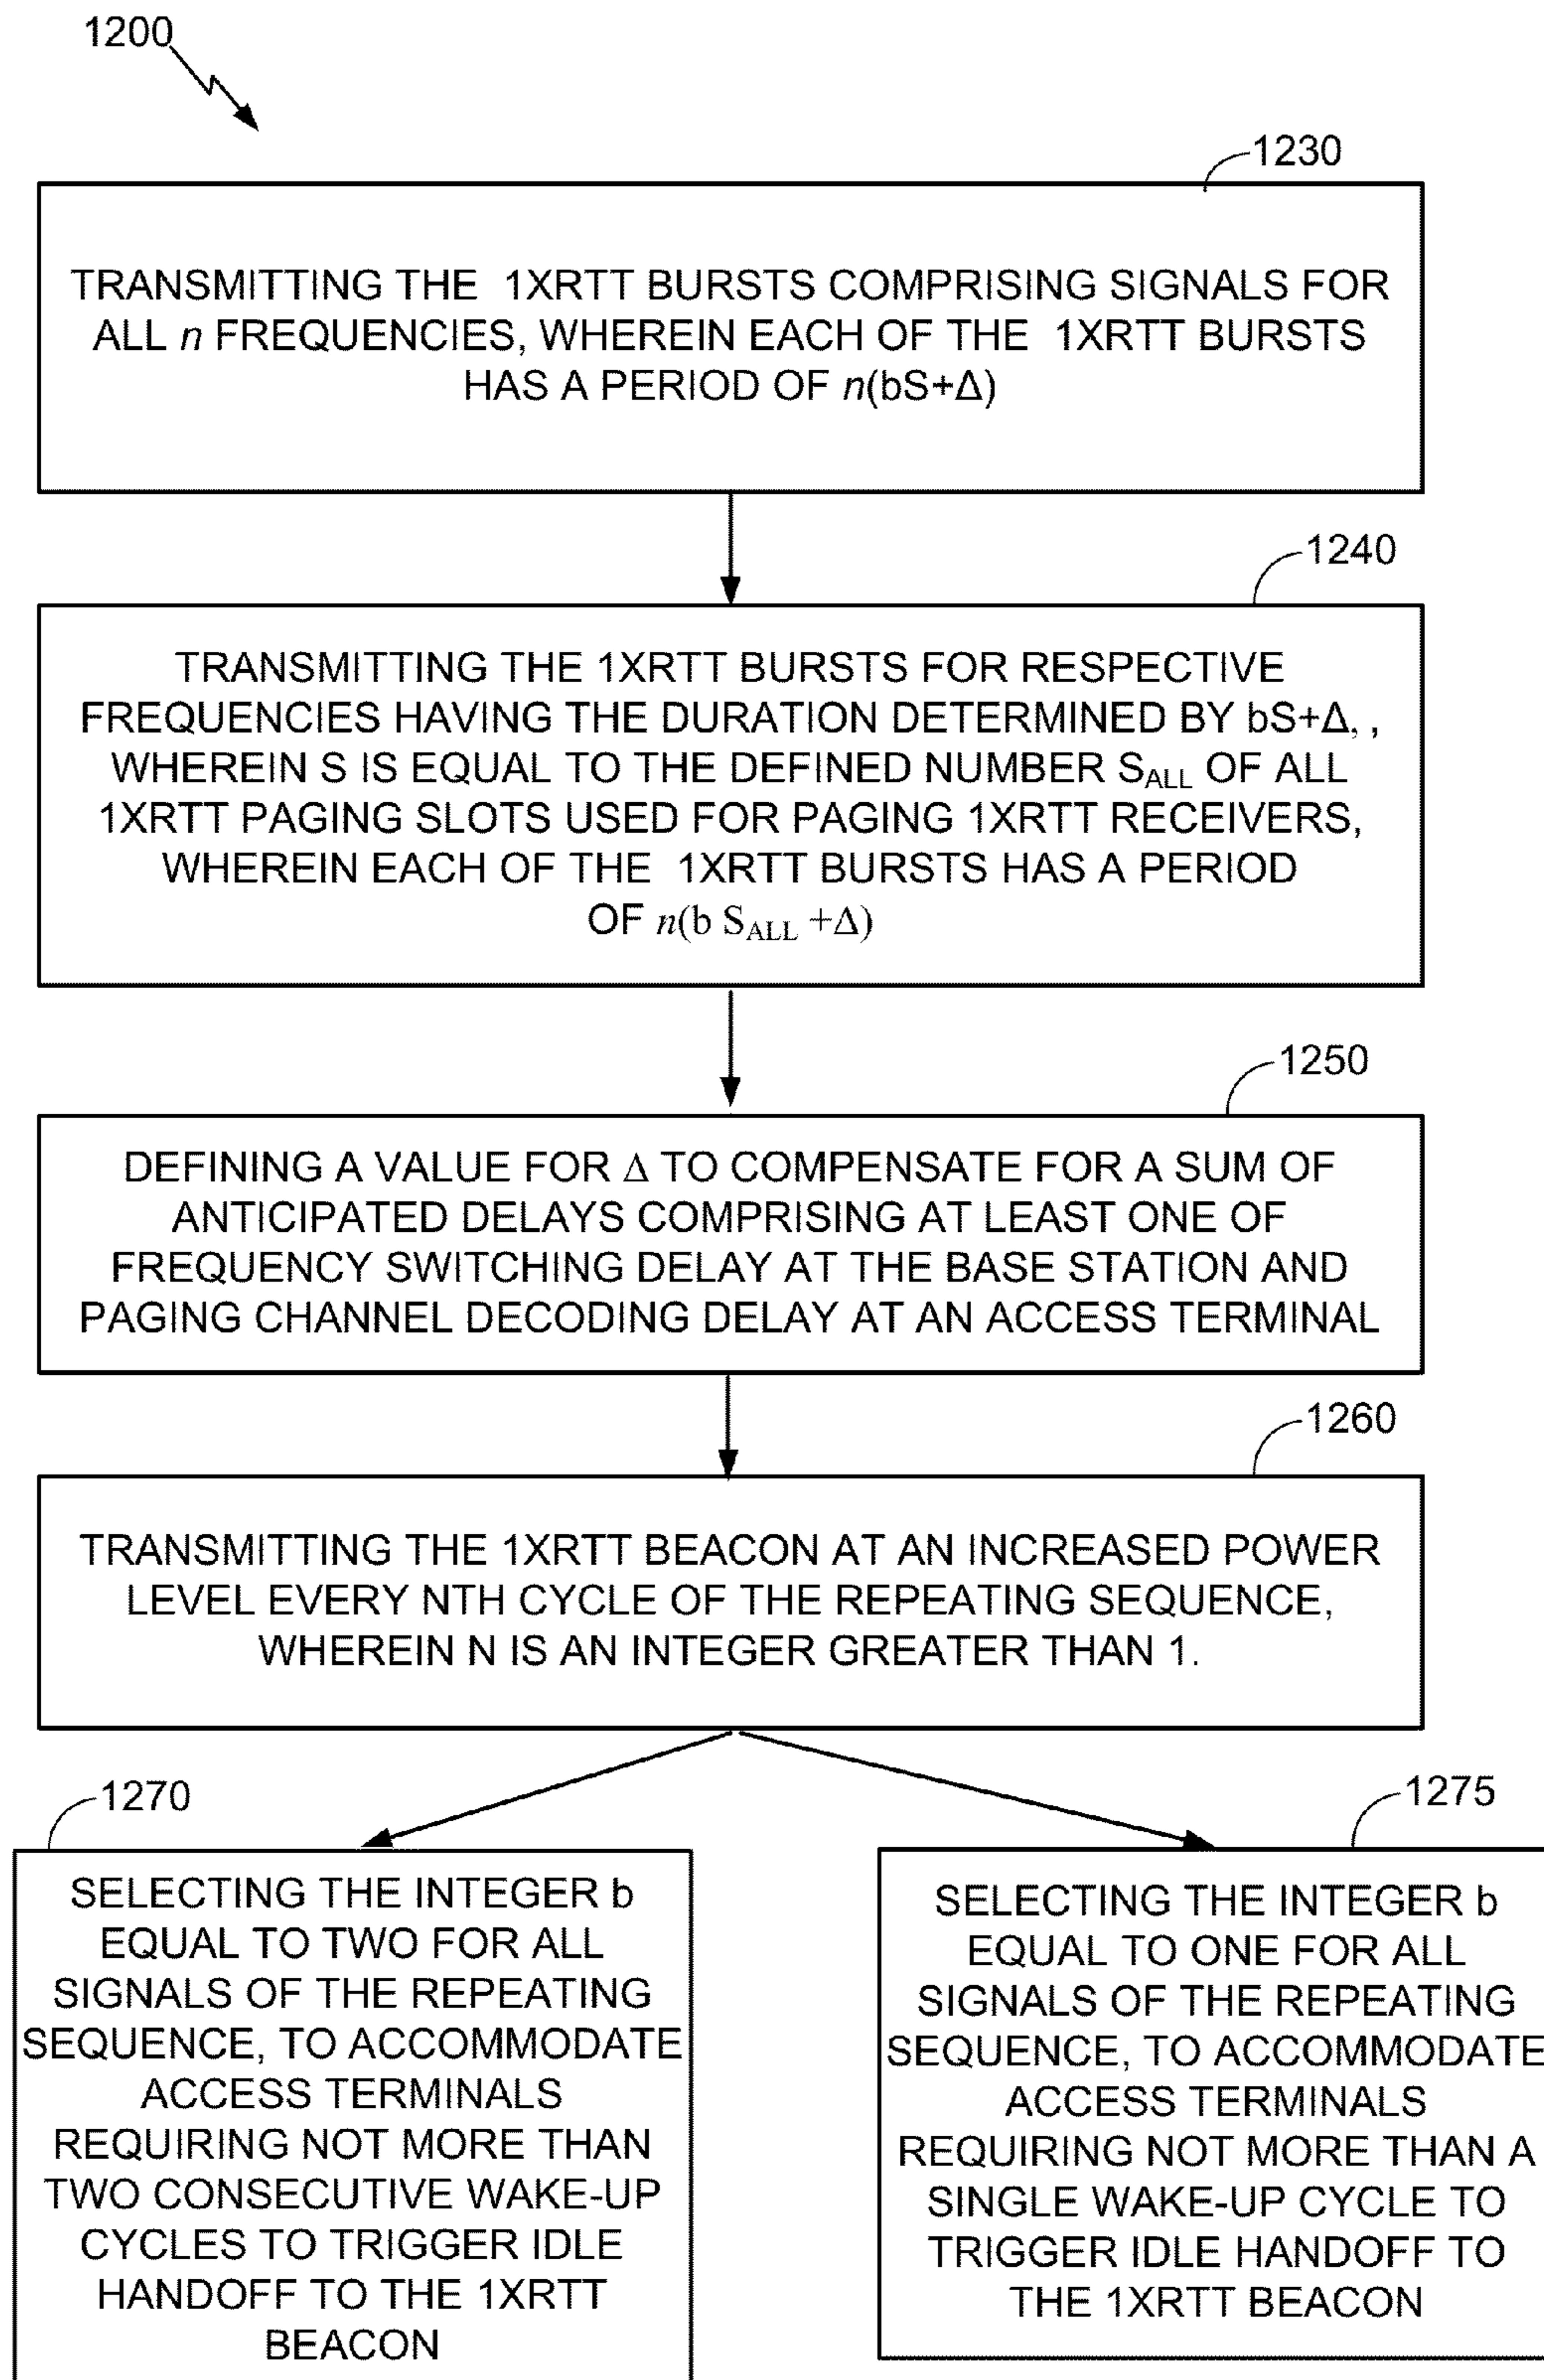 1200
1230
TRANSMITTING THE 1XRTT BURSTS COMPRISING SIGNALS FOR
ALL n FREQUENCIES, WHEREIN EACH OF THE 1XRTT BURSTS
HAS A PERIOD OF n(bS+Δ)
1240
TRANSMITTING THE 1XRTT BURSTS FOR RESPECTIVE
FREQUENCIES HAVING THE DURATION DETERMINED BY bS+Δ, ,
WHEREIN S IS EQUAL TO THE DEFINED NUMBER S_ALL OF ALL
1XRTT PAGING SLOTS USED FOR PAGING 1XRTT RECEIVERS,
WHEREIN EACH OF THE 1XRTT BURSTS HAS A PERIOD
OF n(b S_ALL +Δ)
1250
DEFINING A VALUE FOR Δ TO COMPENSATE FOR A SUM OF
ANTICIPATED DELAYS COMPRISING AT LEAST ONE OF
FREQUENCY SWITCHING DELAY AT THE BASE STATION AND
PAGING CHANNEL DECODING DELAY AT AN ACCESS TERMINAL
1260
TRANSMITTING THE 1XRTT BEACON AT AN INCREASED POWER
LEVEL EVERY NTH CYCLE OF THE REPEATING SEQUENCE,
WHEREIN N IS AN INTEGER GREATER THAN 1.
1270
SELECTING THE INTEGER b
EQUAL TO TWO FOR ALL
SIGNALS OF THE REPEATING
SEQUENCE, TO ACCOMMODATE
ACCESS TERMINALS
REQUIRING NOT MORE THAN
TWO CONSECUTIVE WAKE-UP
CYCLES TO TRIGGER IDLE
HANDOFF TO THE 1XRTT
BEACON
1275
SELECTING THE INTEGER b
EQUAL TO ONE FOR ALL
SIGNALS OF THE REPEATING
SEQUENCE, TO ACCOMMODATE
ACCESS TERMINALS
REQUIRING NOT MORE THAN A
SINGLE WAKE-UP CYCLE TO
TRIGGER IDLE HANDOFF TO
THE 1XRTT BEACON